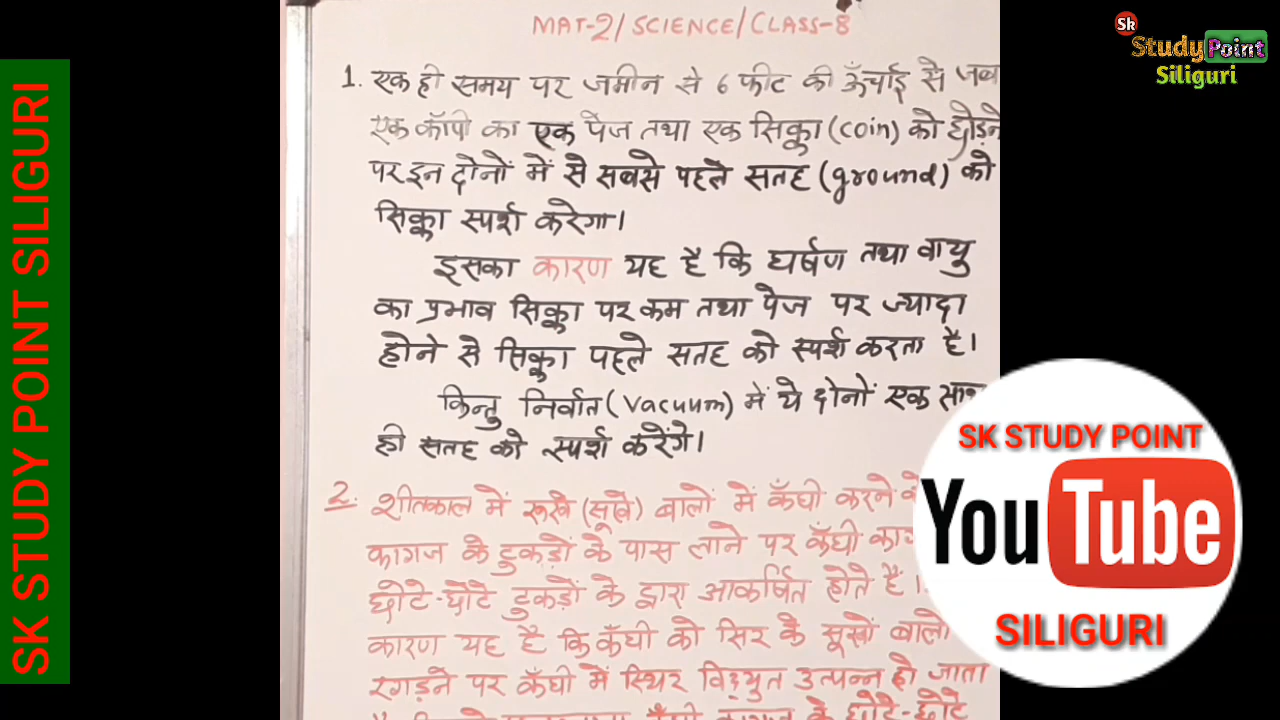 SK STUDY POINT SILIGURI
Sk
Study Point
Siliguri
MAT-2/SCIENCE/CLASS-8
1. एक ही समय पर जमीन से 6 फीट की ऊँचाई से जब
एक कॉपी का एक पेज तथा एक सिक्का (coin) को छोड़ने
पर इन दोनों में से सबसे पहले सतह (ground) को
सिक्का स्पर्श करेगा।
इसका कारण यह है कि घर्षण तथा वायु
का प्रभाव सिक्का पर कम तथा पेज पर ज्यादा
होने से सिक्का पहले सतह को स्पर्श करता है।
किन्तु निर्वात (Vacuum) में ये दोनों एक साथ
ही सतह को स्पर्श करेंगे।
2. शीतकाल में रूखे (सूखे) बालों में कँघी करने
कागज के टुकड़ों के पास लाने पर कँघी
छोटे-छोटे टुकड़ों के द्वारा आकर्षित होते हैं।
कारण यह है कि कँघी को सिर के सूखों बालों
रगड़ने पर कँघी में स्थिर विद्युत उत्पन्न हो जाता
के छोटे-छोटे
SK STUDY POINT
YouTube
SILIGURI